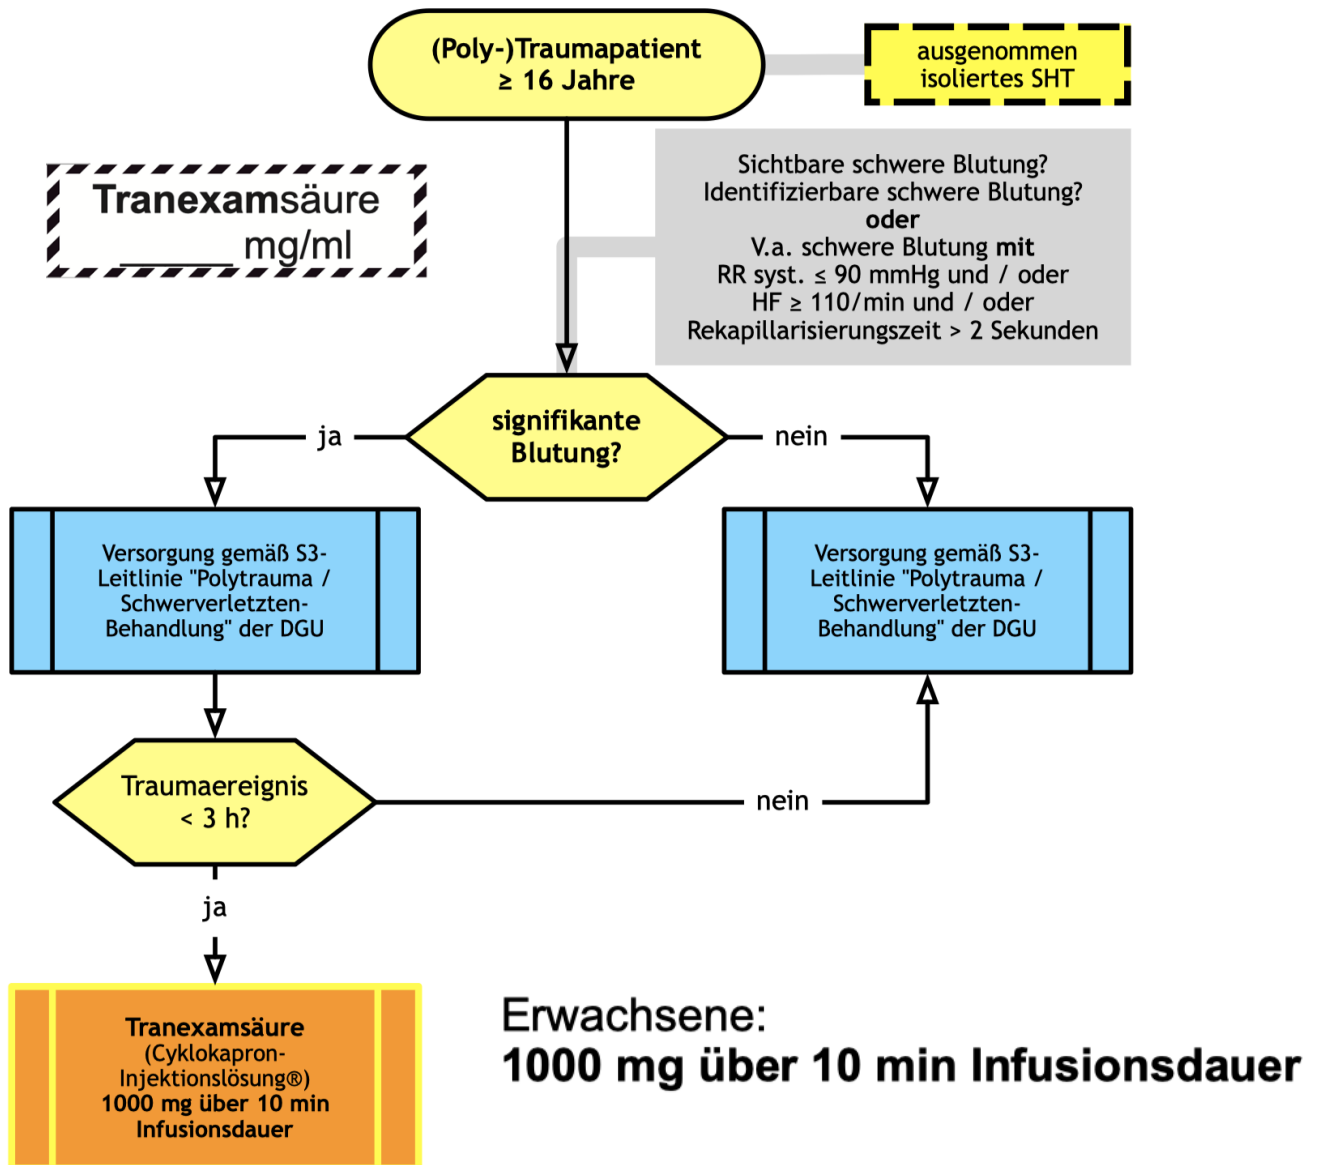 (Poly-)Traumapatient
≥ 16 Jahre
ausgenommen
isoliertes SHT
Tranexamsäure
_____ mg/ml
Sichtbare schwere Blutung?
Identifizierbare schwere Blutung?
oder
V.a. schwere Blutung mit
RR syst. ≤ 90 mmHg und / oder
HF ≥ 110/min und / oder
Rekapillarisierungszeit > 2 Sekunden
signifikante
Blutung?
ja
nein
Versorgung gemäß S3-
Leitlinie "Polytrauma /
Schwerverletzten-
Behandlung" der DGU
Versorgung gemäß S3-
Leitlinie "Polytrauma /
Schwerverletzten-
Behandlung" der DGU
Traumaereignis
< 3 h?
nein
ja
Tranexamsäure
(Cyklokapron-
Injektionslösung®)
1000 mg über 10 min
Infusionsdauer
Erwachsene:
1000 mg über 10 min Infusionsdauer